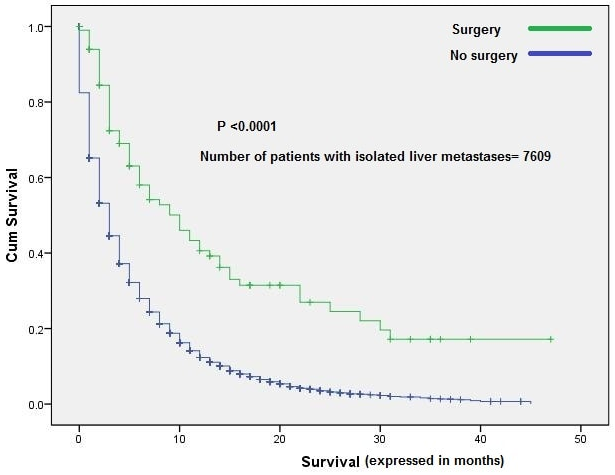 Surgery
No surgery
P <0.0001
Number of patients with isolated liver metastases= 7609
Cum Survival
1.0
0.8
0.6
0.4
0.2
0.0
0 10 20 30 40 50
Survival (expressed in months)